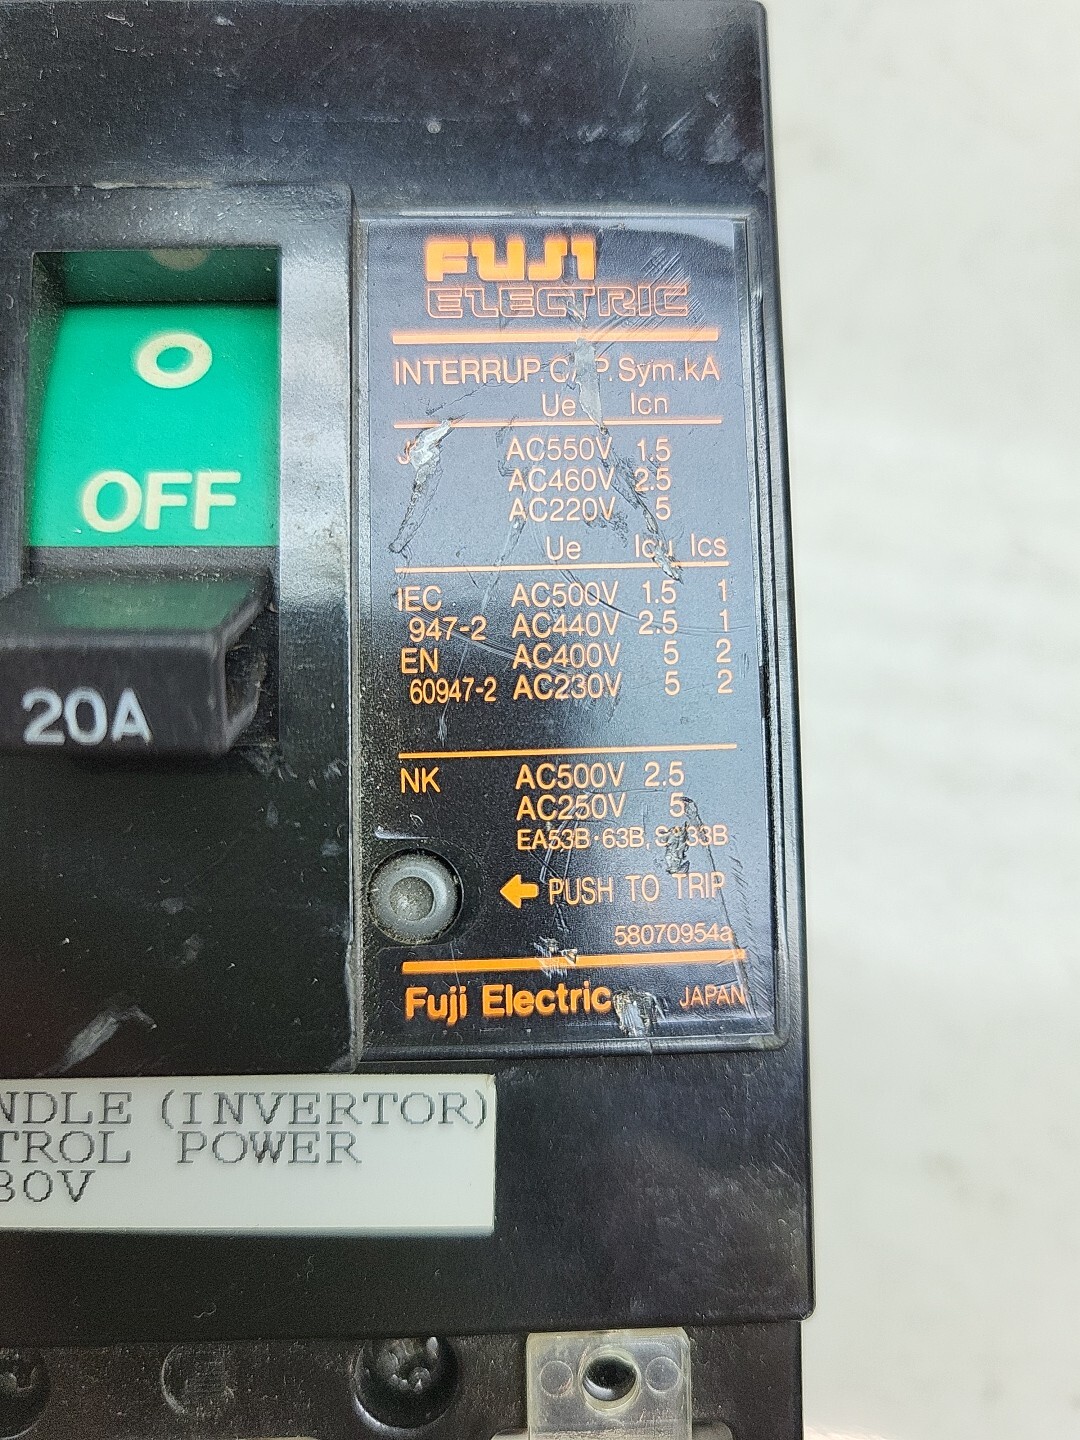 O
OFF
20A
FUJI
ELECTRIC
INTERRUP. Sym.kA
Ue Icn
AC550V 1.5
AC460V 2.5
AC220V 5
Ue Icu Ics
IEC AC500V 1.5 1
947-2 AC440V 2.5 1
EN AC400V 5 2
60947-2 AC230V 5 2
NK AC500V 2.5
AC250V 5
EA53B·63B,
← PUSH TO TRIP
58070954a
Fuji Electric JAPAN
NDLE (INVERTOR)
TROL POWER
80V